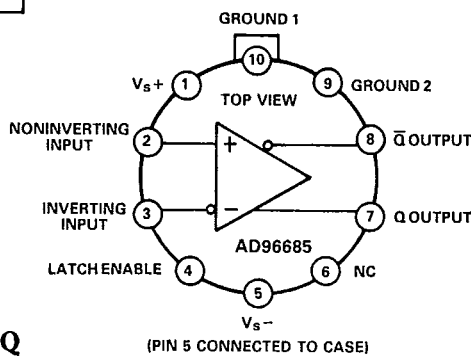 GROUND 1
10
VS+
1
9
GROUND 2
TOP VIEW
NONINVERTING
INPUT
2
+
8
Q̅ OUTPUT
INVERTING
INPUT
3
−
7
Q OUTPUT
AD96685
LATCH ENABLE
4
6
NC
5
VS−
Q
(PIN 5 CONNECTED TO CASE)